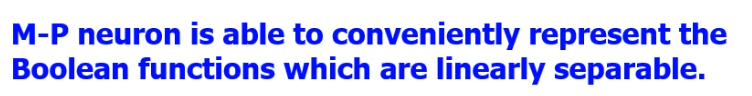 M-P neuron is able to conveniently represent the
Boolean functions which are linearly separable.